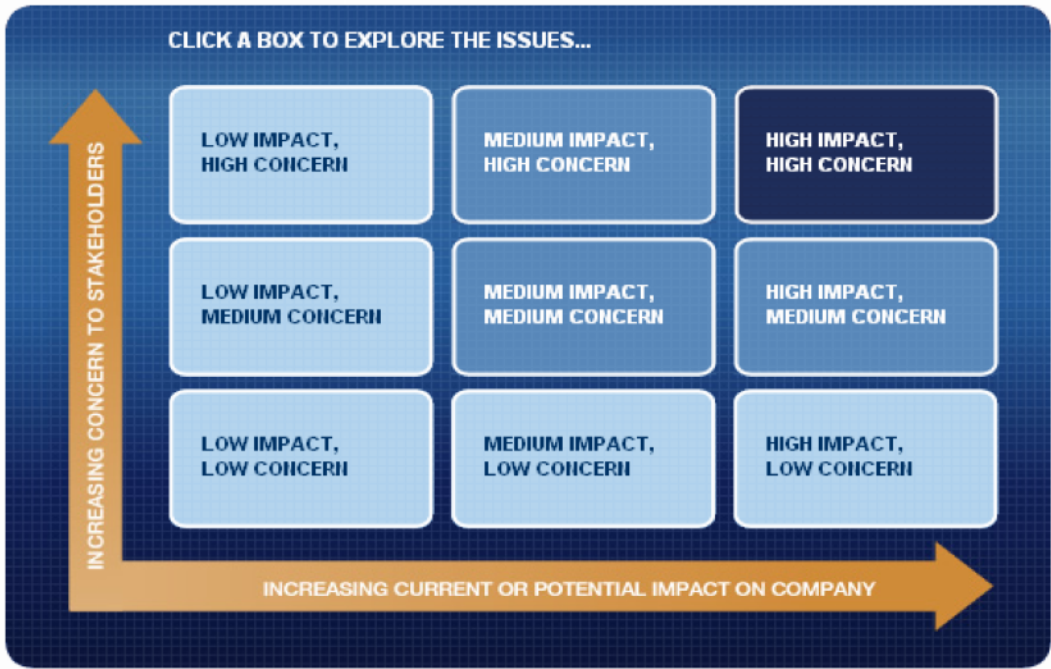 CLICK A BOX TO EXPLORE THE ISSUES...
INCREASING CONCERN TO STAKEHOLDERS
LOW IMPACT,
HIGH CONCERN
MEDIUM IMPACT,
HIGH CONCERN
HIGH IMPACT,
HIGH CONCERN
LOW IMPACT,
MEDIUM CONCERN
MEDIUM IMPACT,
MEDIUM CONCERN
HIGH IMPACT,
MEDIUM CONCERN
LOW IMPACT,
LOW CONCERN
MEDIUM IMPACT,
LOW CONCERN
HIGH IMPACT,
LOW CONCERN
INCREASING CURRENT OR POTENTIAL IMPACT ON COMPANY